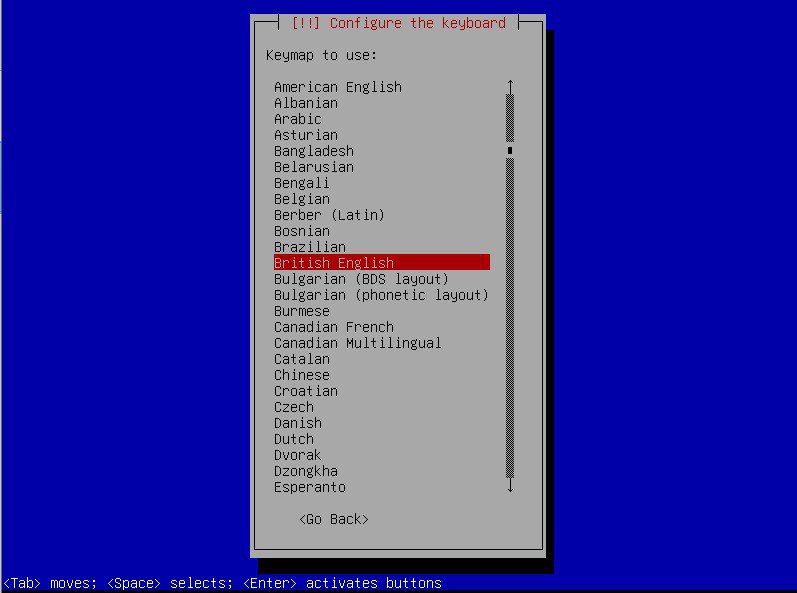 [!!] Configure the keyboard
Keymap to use:
American English
Albanian
Arabic
Asturian
Bangladesh
Belarusian
Bengali
Belgian
Berber (Latin)
Bosnian
Brazilian
British English
Bulgarian (BDS layout)
Bulgarian (phonetic layout)
Burmese
Canadian French
Canadian Multilingual
Catalan
Chinese
Croatian
Czech
Danish
Dutch
Dvorak
Dzongkha
Esperanto
<Go Back>
<Tab> moves; <Space> selects; <Enter> activates buttons